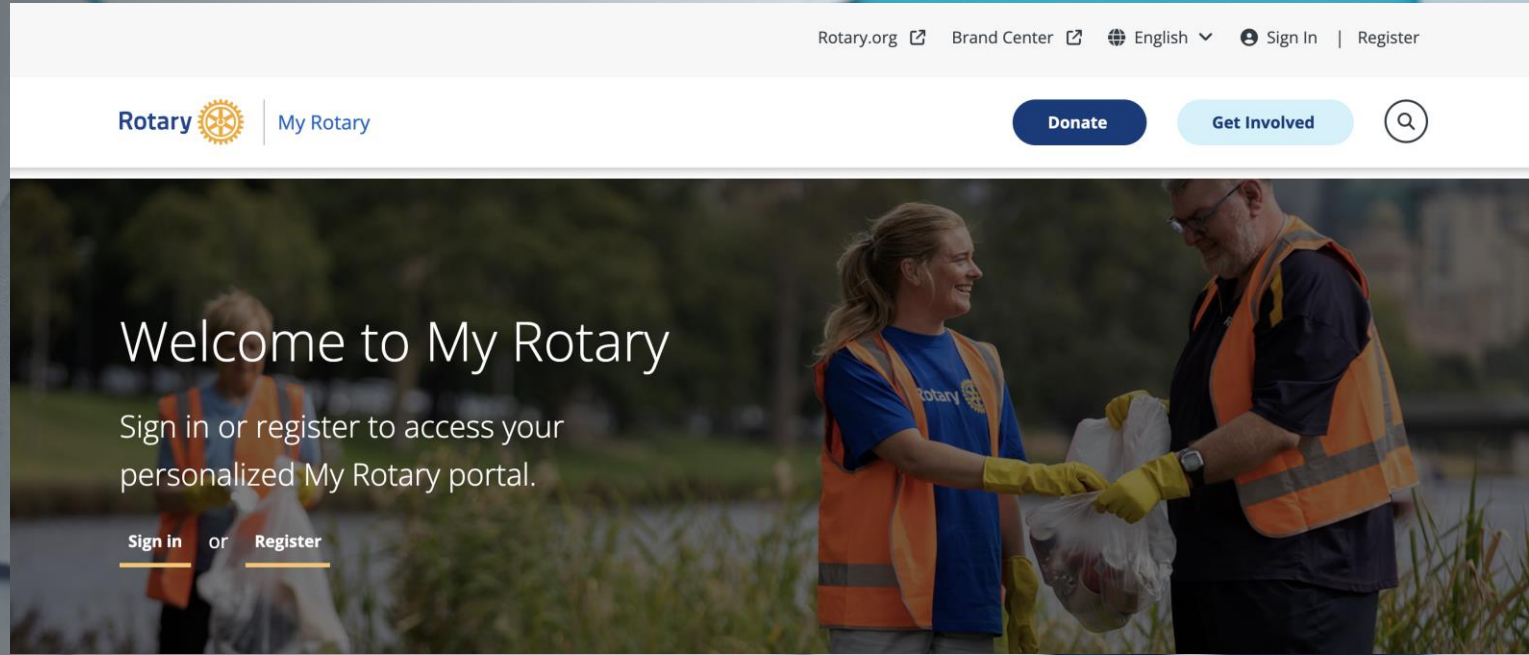 Rotary.org Brand Center English Sign In | Register
Rotary My Rotary Donate Get Involved
Welcome to My Rotary
Sign in or register to access your
personalized My Rotary portal.
Sign in or Register
Rotary